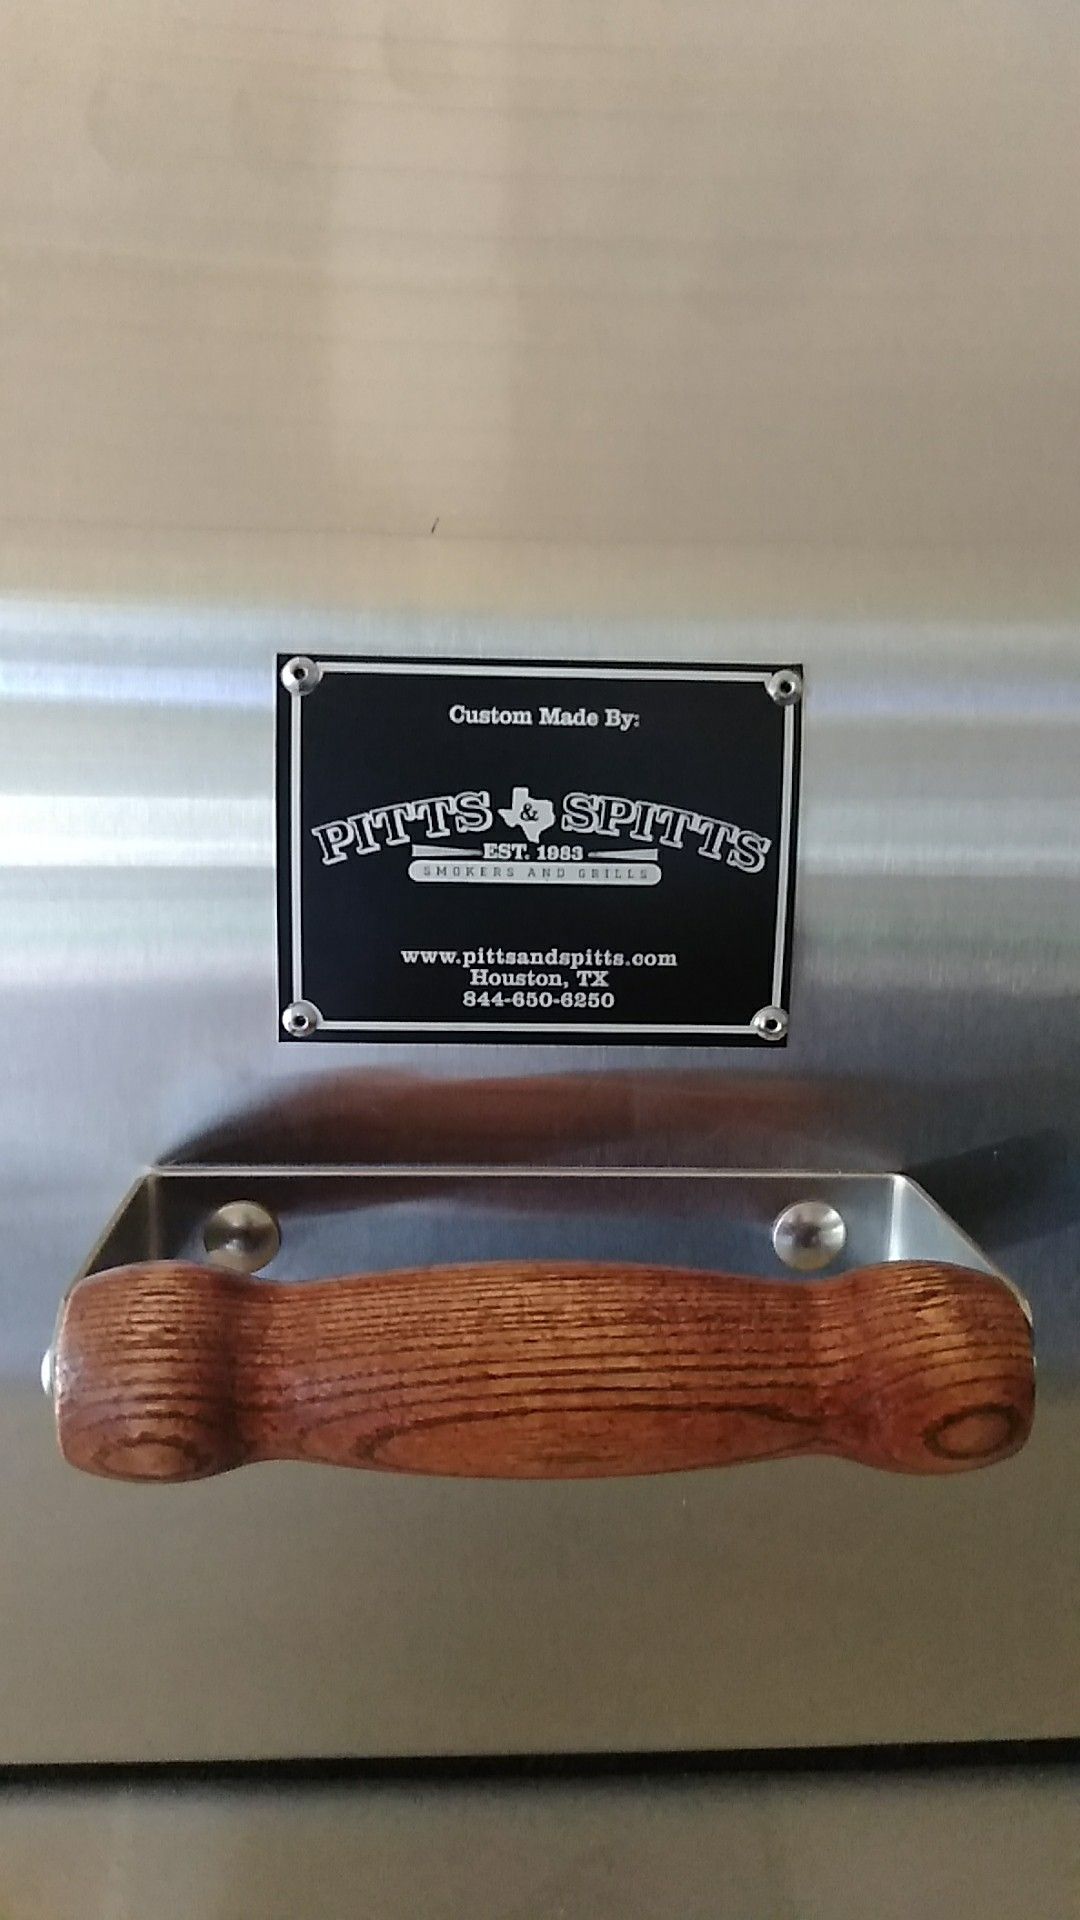 Custom Made By:
PITTS & SPITTS
EST. 1983
SMOKERS AND GRILLS
www.pittsandspitts.com
Houston, TX
844-650-6250